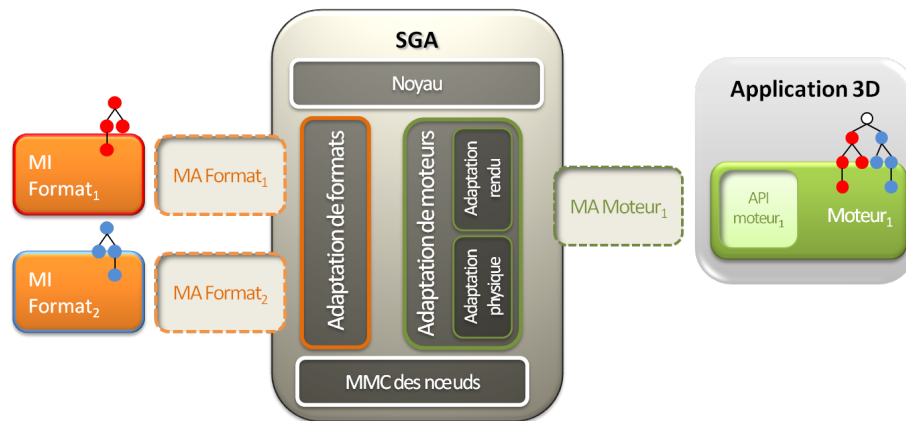 SGA
Noyau
MI
Format₁
MA Format₁
MI
Format₂
MA Format₂
Adaptation de formats
Adaptation de moteurs
Adaptation
rendu
Adaptation
physique
MMC des nœuds
MA Moteur₁
Application 3D
API
moteur₁
Moteur₁